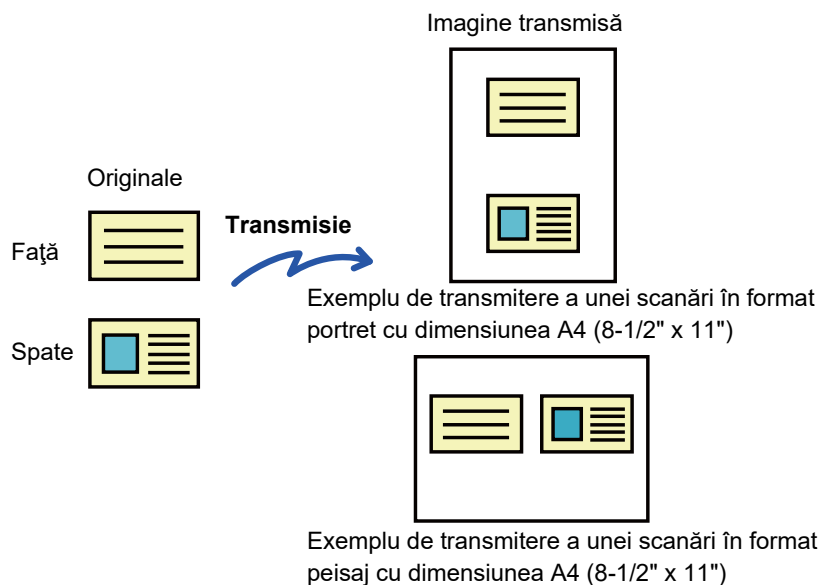 Imagine transmisă
Originale
Faţă
Transmisie
Spate
Exemplu de transmitere a unei scanări în format
portret cu dimensiunea A4 (8-1/2" x 11")
Exemplu de transmitere a unei scanări în format
peisaj cu dimensiunea A4 (8-1/2" x 11")